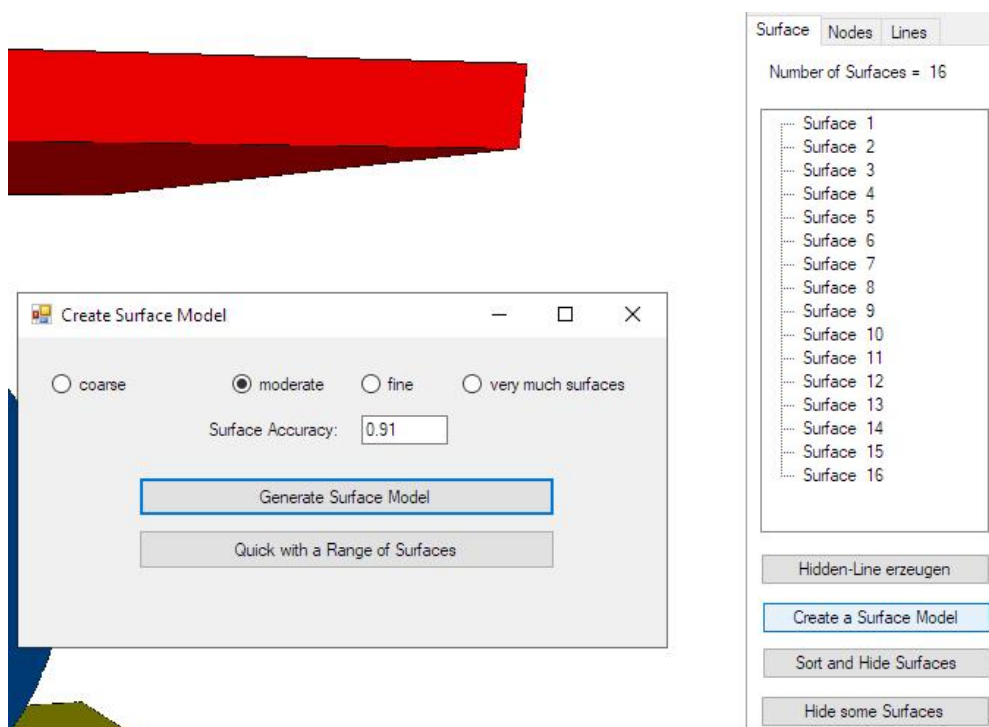 Surface Nodes Lines
Number of Surfaces = 16
Surface 1
Surface 2
Surface 3
Surface 4
Surface 5
Surface 6
Surface 7
Surface 8
Surface 9
Surface 10
Surface 11
Surface 12
Surface 13
Surface 14
Surface 15
Surface 16
Hidden-Line erzeugen
Create a Surface Model
Sort and Hide Surfaces
Hide some Surfaces
Create Surface Model
coarse moderate fine very much surfaces
Surface Accuracy: 0.91
Generate Surface Model
Quick with a Range of Surfaces